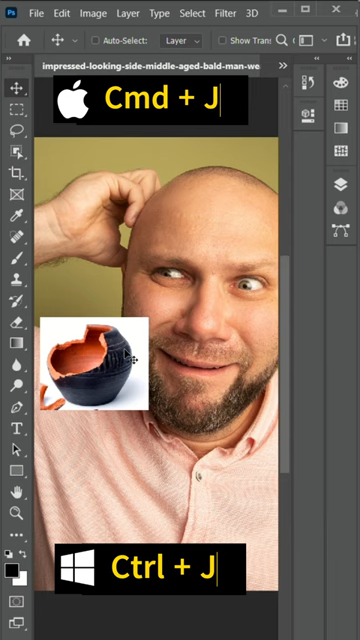 Ps File Edit Image Layer Type Select Filter 3D
Auto-Select: Layer Show Trans
impressed-looking-side-middle-aged-bald-man-we
Cmd + J
Ctrl + J